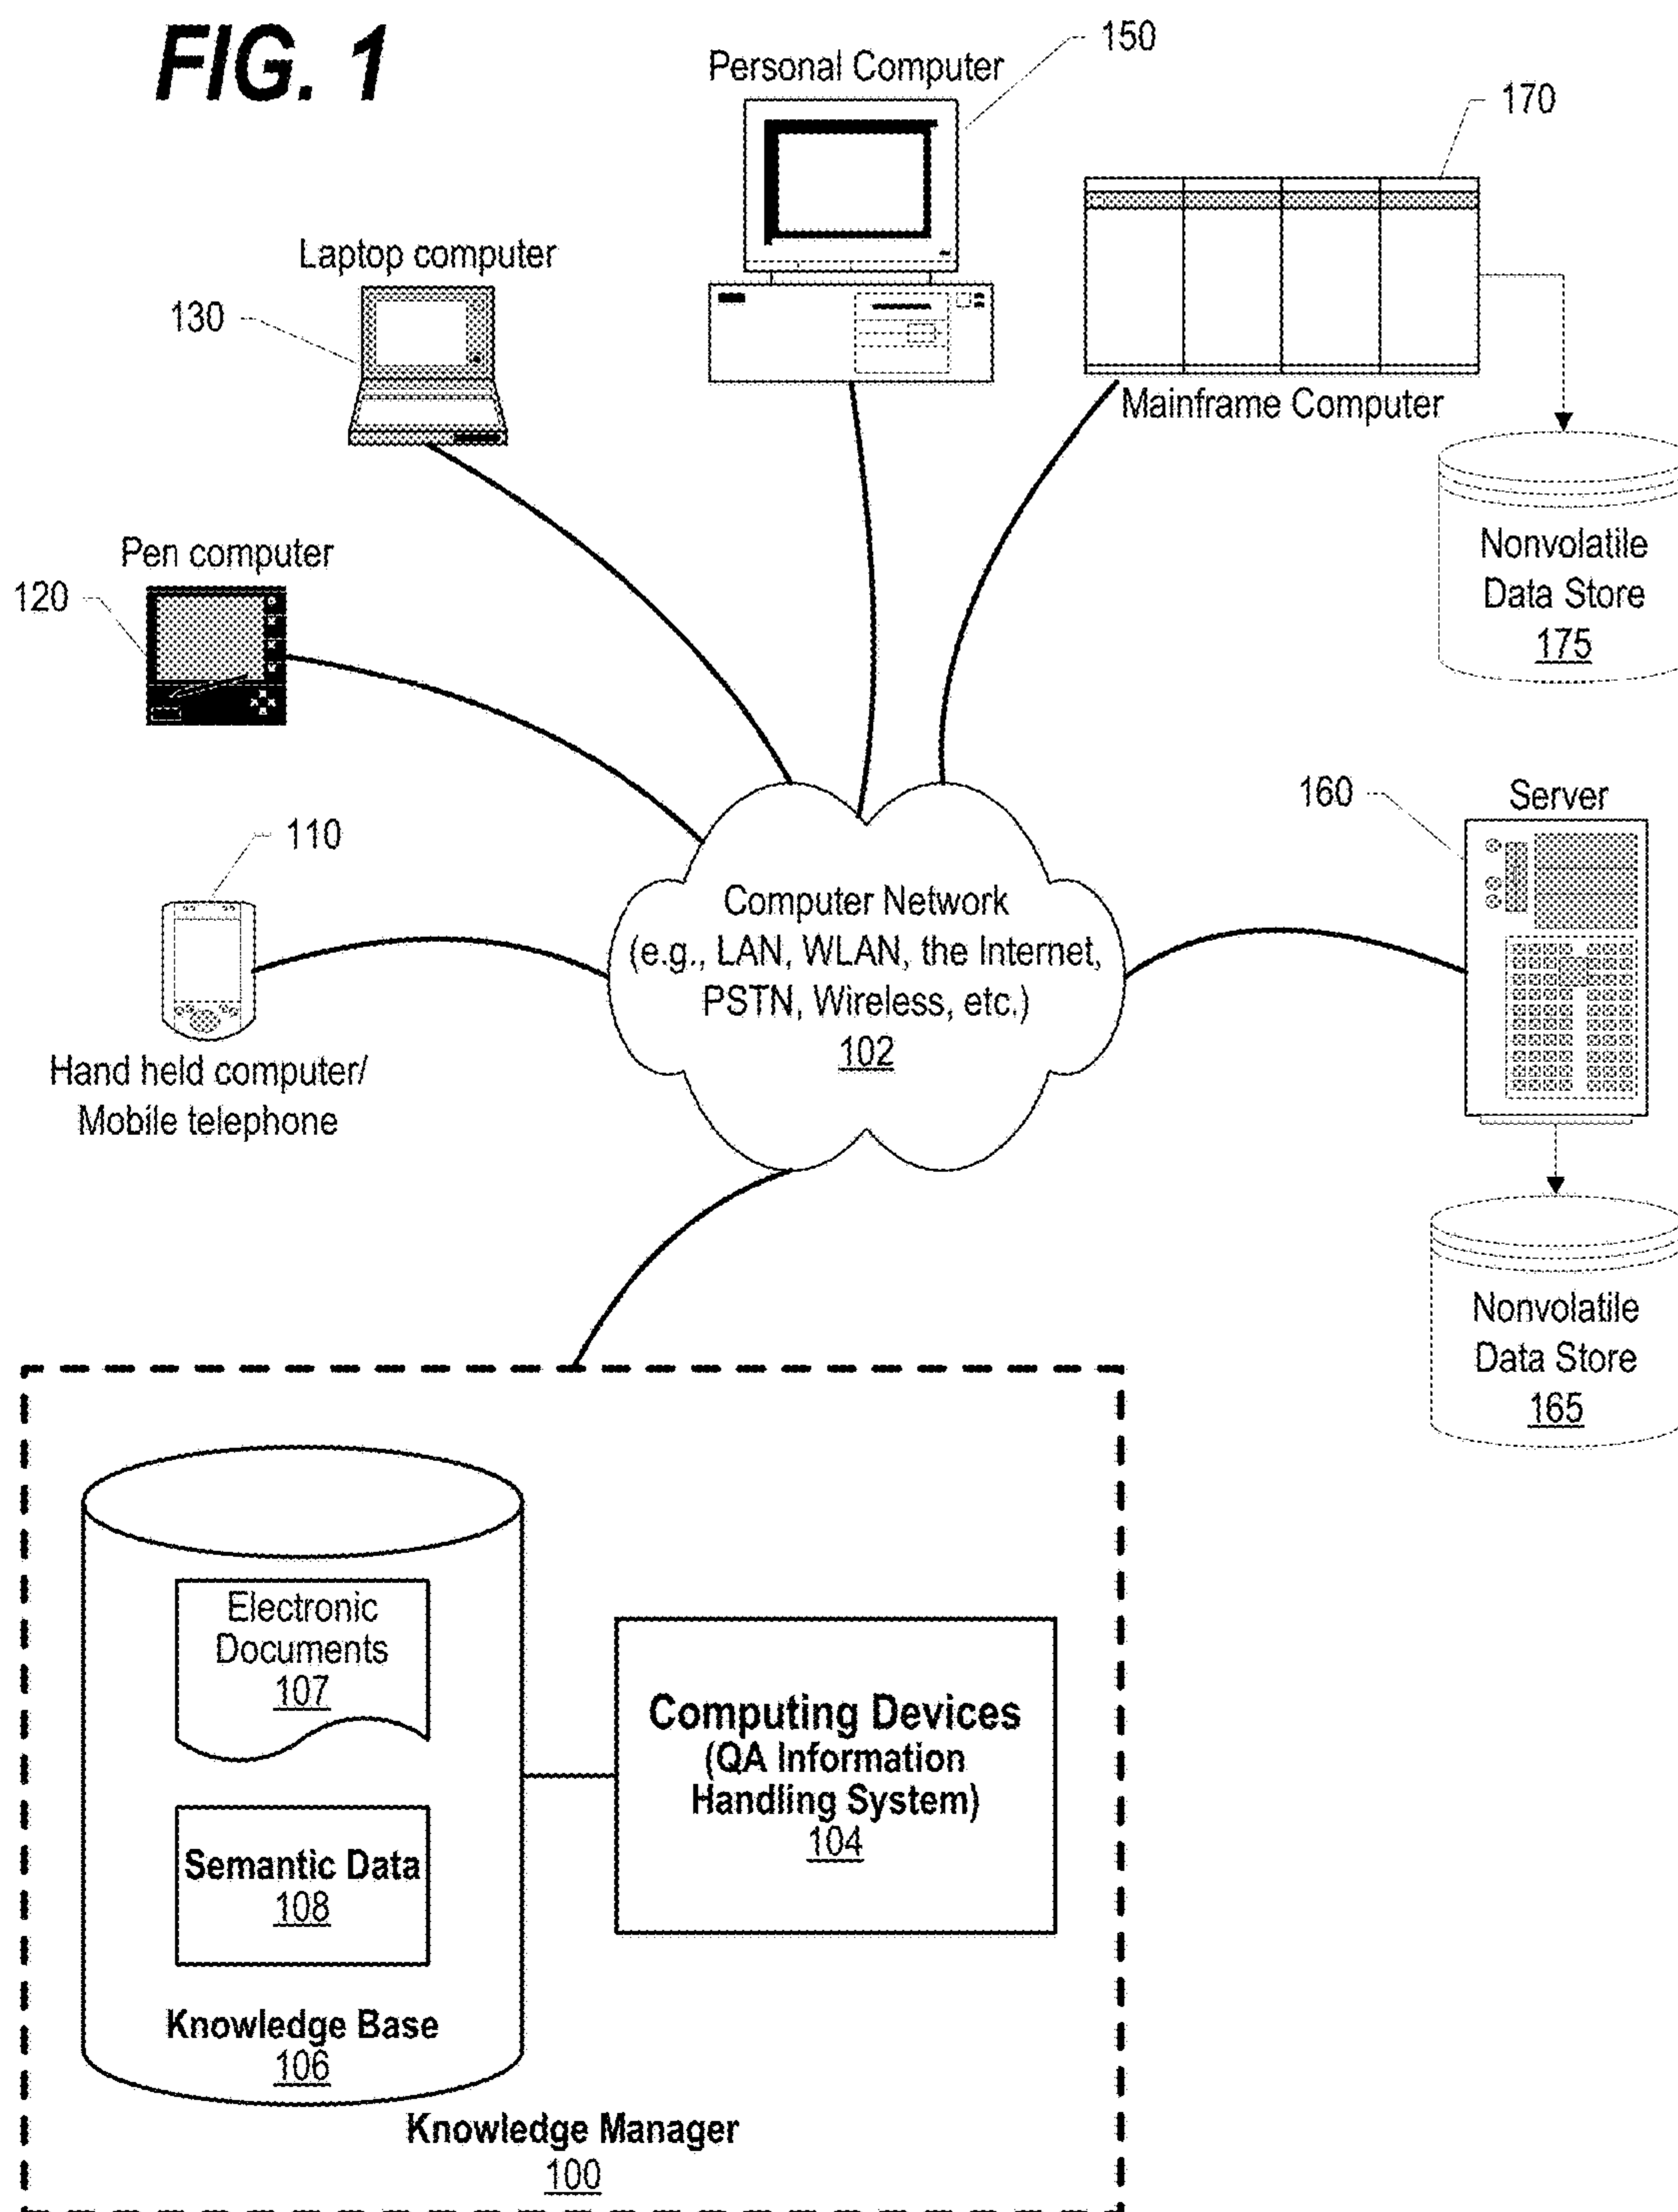 FIG. 1
Personal Computer
150
170
Laptop computer
130
Mainframe Computer
Nonvolatile
Data Store
175
Pen computer
120
160
Server
110
Computer Network
(e.g., LAN, WLAN, the Internet,
PSTN, Wireless, etc.)
102
Hand held computer/
Mobile telephone
Nonvolatile
Data Store
165
Electronic
Documents
107
Computing Devices
(QA Information
Handling System)
104
Semantic Data
108
Knowledge Base
106
Knowledge Manager
100